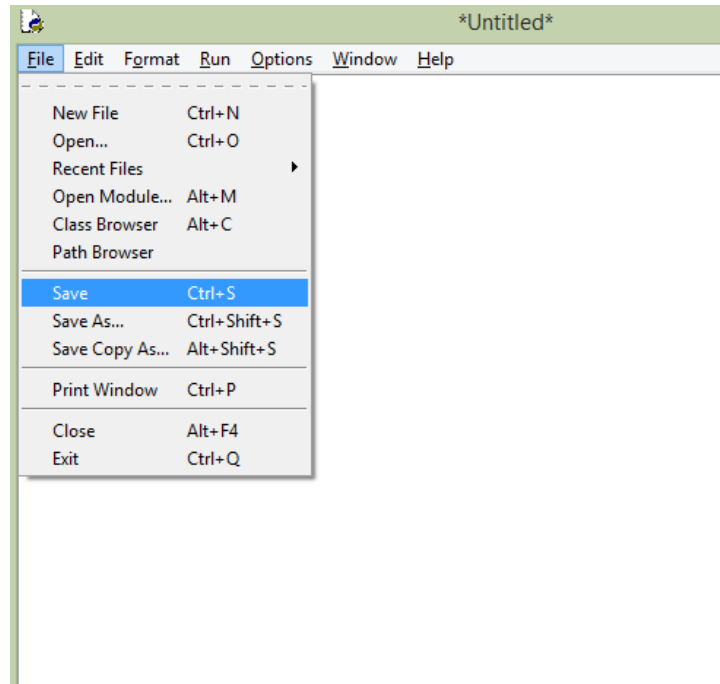 *Untitled*
File Edit Format Run Options Window Help
New File Ctrl+N
Open... Ctrl+O
Recent Files
Open Module... Alt+M
Class Browser Alt+C
Path Browser
Save Ctrl+S
Save As... Ctrl+Shift+S
Save Copy As... Alt+Shift+S
Print Window Ctrl+P
Close Alt+F4
Exit Ctrl+Q